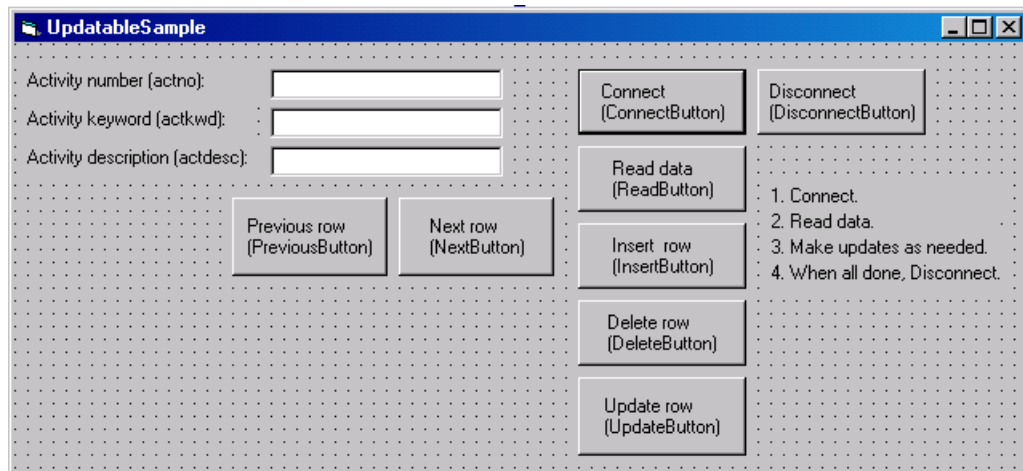 UpdatableSample
Activity number (actno):
Activity keyword (actkwd):
Activity description (actdesc):
Previous row
(PreviousButton)
Next row
(NextButton)
Connect
(ConnectButton)
Disconnect
(DisconnectButton)
Read data
(ReadButton)
Insert row
(InsertButton)
Delete row
(DeleteButton)
Update row
(UpdateButton)
1. Connect.
2. Read data.
3. Make updates as needed.
4. When all done, Disconnect.